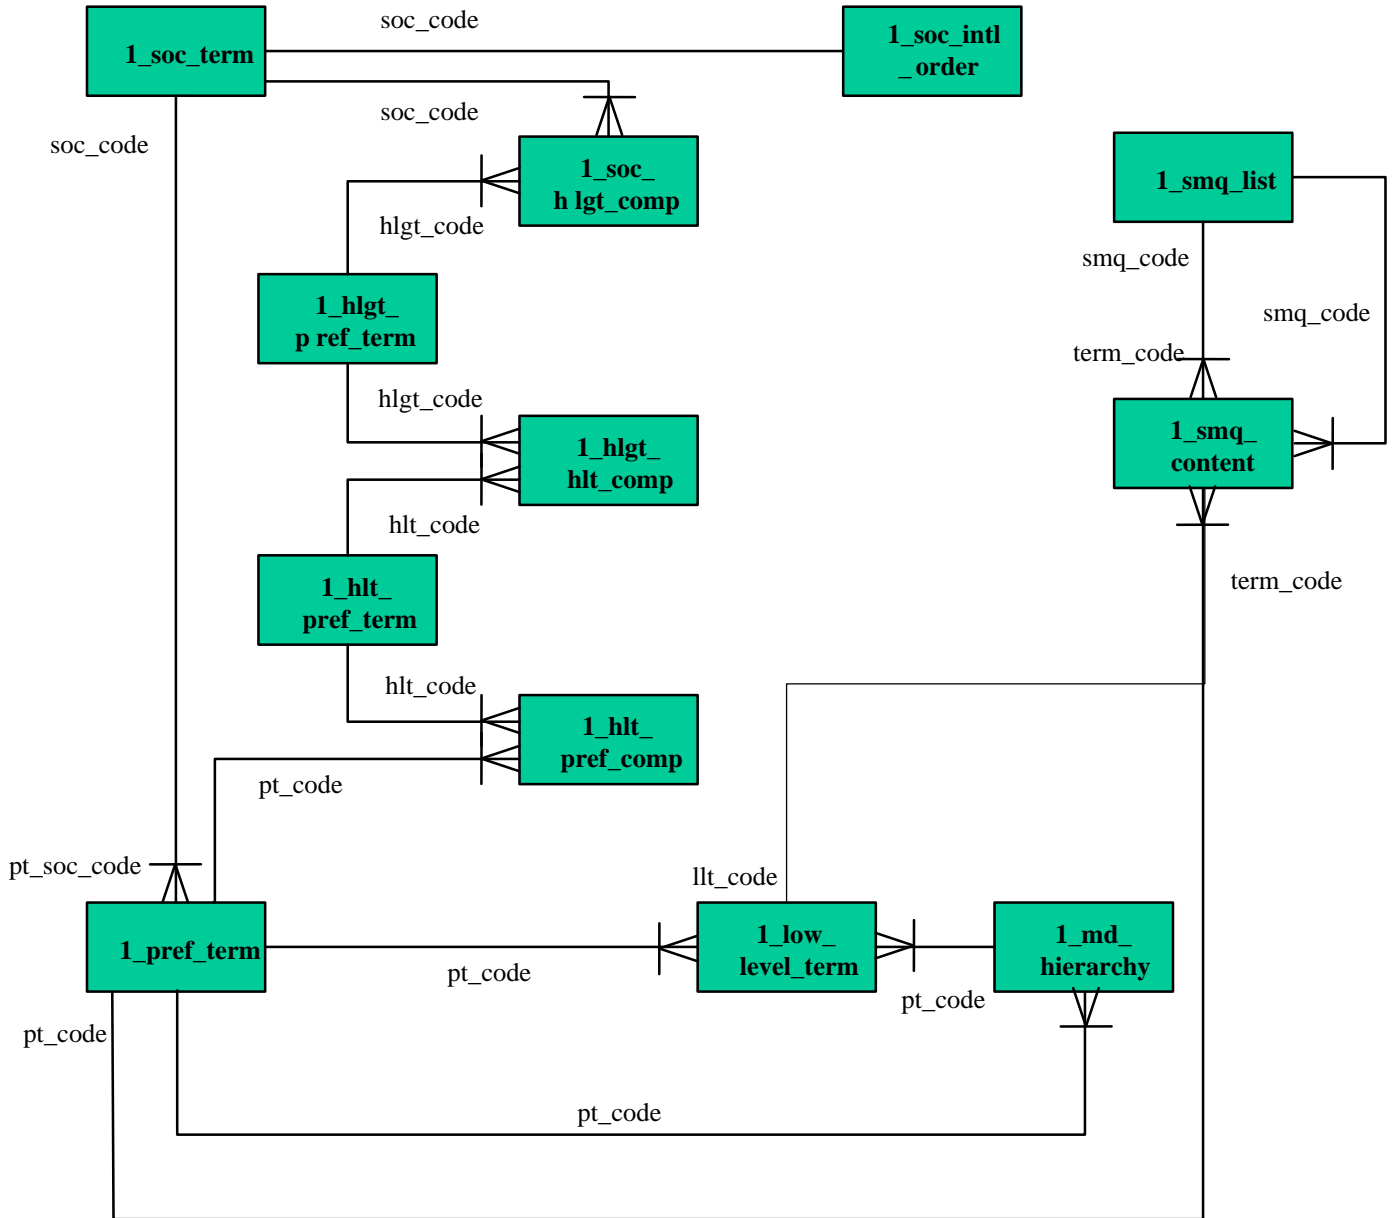 soc_code
1_soc_term
1_soc_intl
_ order
soc_code
soc_code
1_soc_
h lgt_comp
1_smq_list
hlgt_code
smq_code
smq_code
1_hlgt_
p ref_term
term_code
hlgt_code
1_hlgt_
hlt_comp
1_smq_
content
hlt_code
term_code
1_hlt_
pref_term
hlt_code
1_hlt_
pref_comp
pt_code
pt_soc_code
llt_code
1_pref_term
1_low_
level_term
1_md_
hierarchy
pt_code
pt_code
pt_code
pt_code